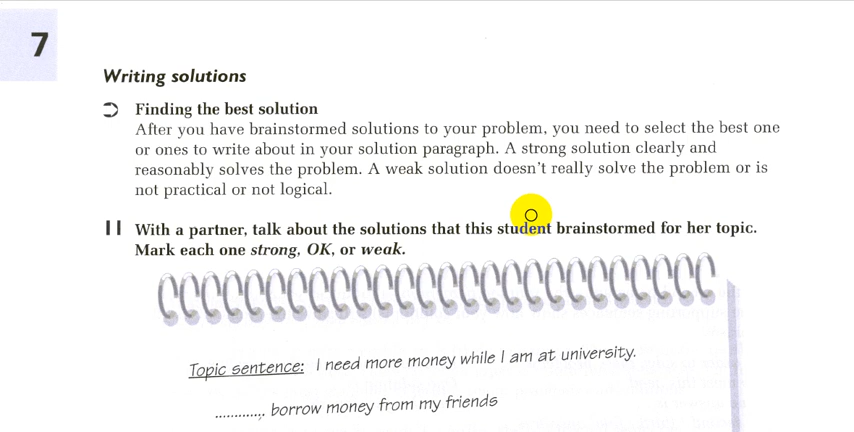 7
Writing solutions
Finding the best solution
After you have brainstormed solutions to your problem, you need to select the best one
or ones to write about in your solution paragraph. A strong solution clearly and
reasonably solves the problem. A weak solution doesn't really solve the problem or is
not practical or not logical.
11 With a partner, talk about the solutions that this student brainstormed for her topic.
Mark each one strong, OK, or weak.
Topic sentence: I need more money while I am at university.
............. borrow money from my friends